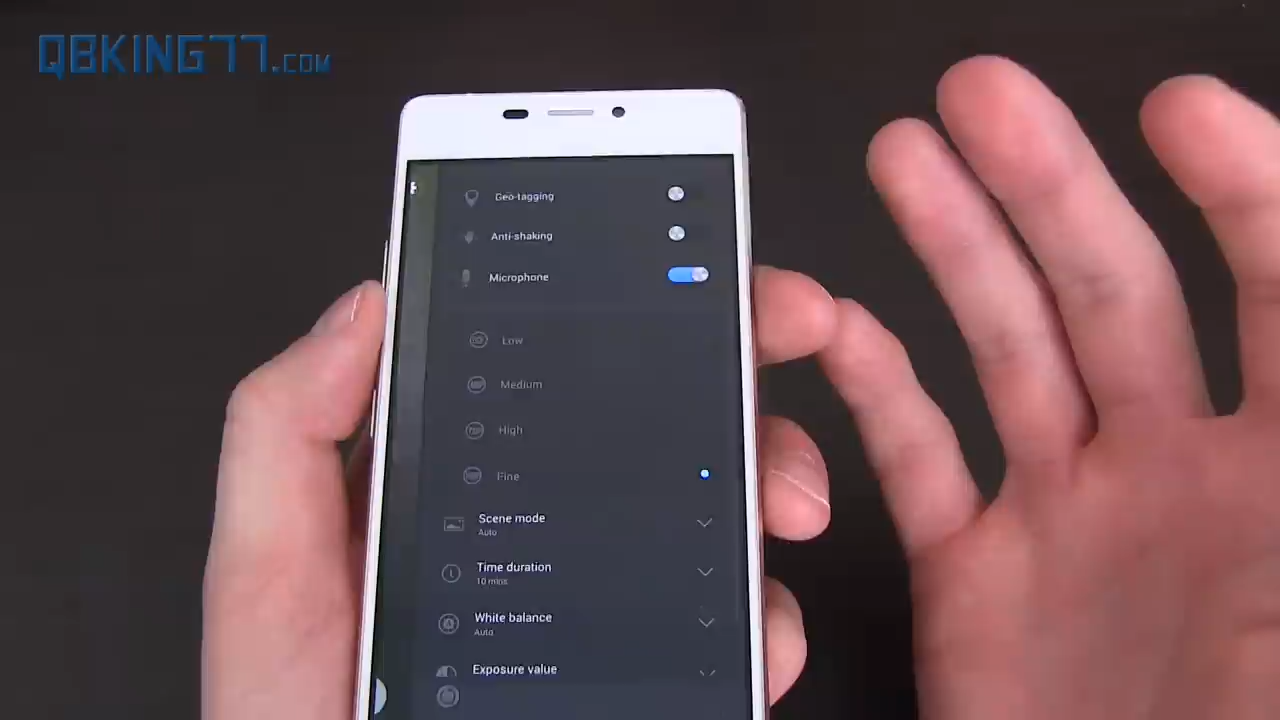 QBKING77.COM
Geo-tagging
Anti-shaking
Microphone
Low
Medium
High
Fine
Scene mode
Auto
Time duration
10 mins
White balance
Auto
Exposure value